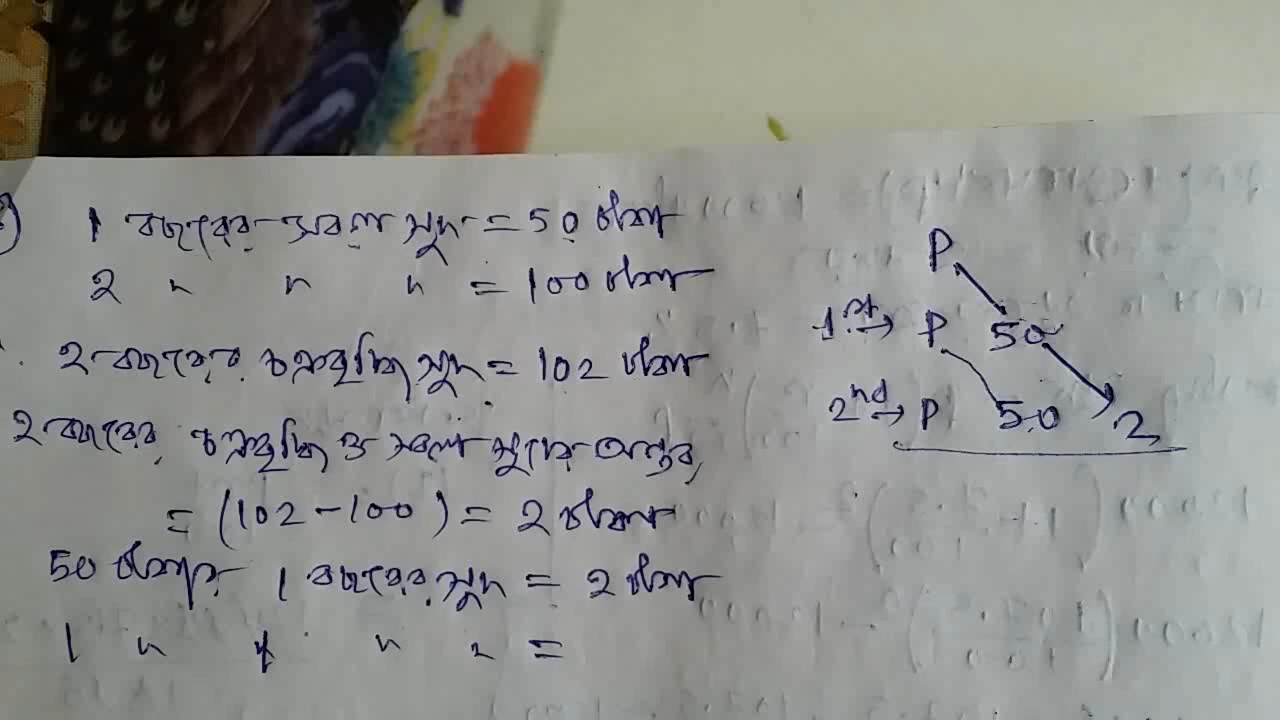 1 বছরের সরল সুদ = 50 টাকা
2 " " " = 100 টাকা
2 বছরের চক্রবৃদ্ধি সুদ = 102 টাকা
2 বছরের চক্রবৃদ্ধি ও সরল সুদের অন্তর,
= (102 - 100) = 2 টাকা
50 টাকার 1 বছরের সুদ = 2 টাকা
1 " 1 " " =
P
1st → P 50
2nd → P 50 2